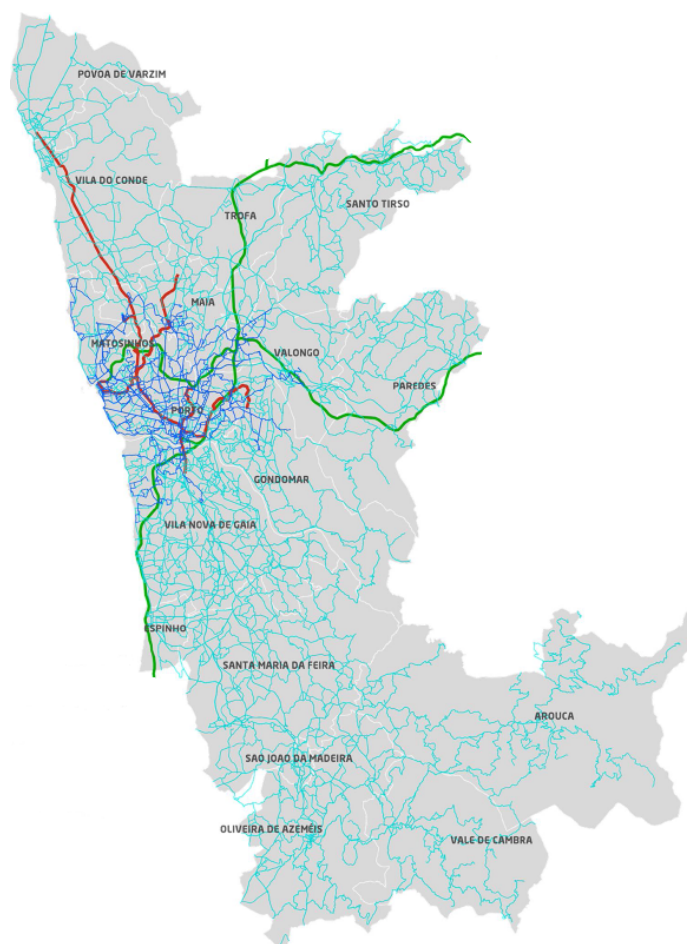 POVOA DE VARZIM
VILA DO CONDE
SANTO TIRSO
TROFA
MAIA
MATOSINHOS
VALONGO
PAREDES
PORTO
GONDOMAR
VILA NOVA DE GAIA
ESPINHO
SANTA MARIA DA FEIRA
AROUCA
SAO JOAO DA MADEIRA
OLIVEIRA DE AZEMÉIS
VALE DE CAMBRA